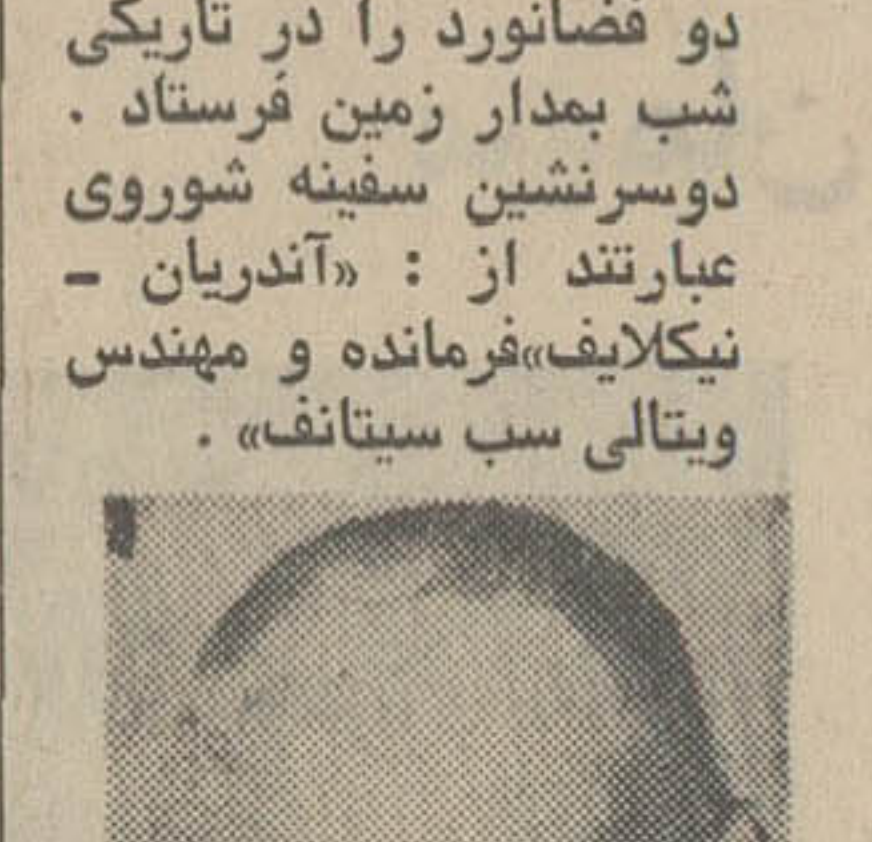 دو فضانورد را در تاریکی
شب بمدار زمین فرستاد .
دوسرنشین سفینه شوروی
عبارتند از : «آندریان -
نیکلایف»فرمانده و مهندس
ویتالی سب سیتانف» .